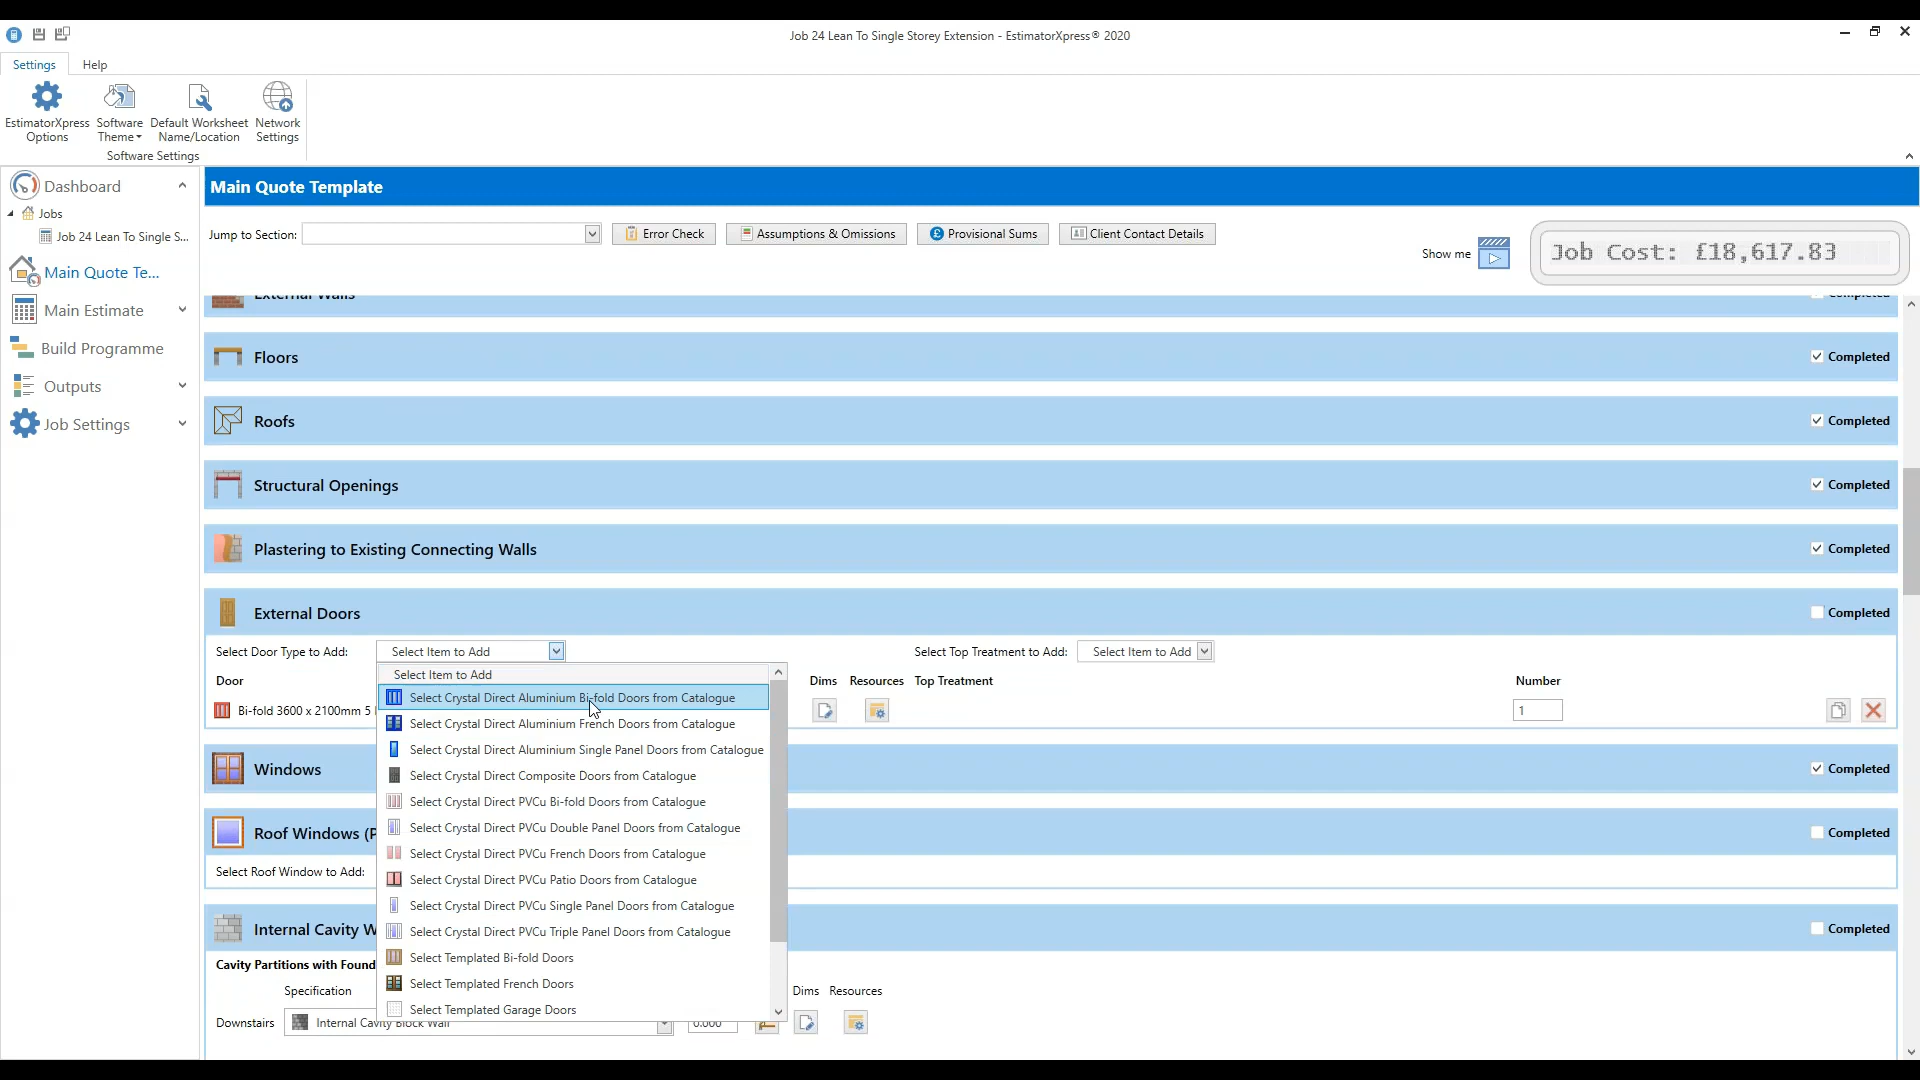 Job 24 Lean To Single Storey Extension - EstimatorXpress® 2020
Settings
Help
EstimatorXpress Options
Software Theme
Default Worksheet Name/Location
Network Settings
Software Settings
Dashboard
Jobs
Job 24 Lean To Single S...
Main Quote Te...
Main Estimate
Build Programme
Outputs
Job Settings
Main Quote Template
Jump to Section:
Error Check
Assumptions & Omissions
Provisional Sums
Client Contact Details
Show me
Job Cost: £18,617.83
External Walls
Completed
Floors
Completed
Roofs
Completed
Structural Openings
Completed
Plastering to Existing Connecting Walls
Completed
External Doors
Completed
Select Door Type to Add:
Select Item to Add
Select Top Treatment to Add:
Select Item to Add
Door
Dims
Resources
Top Treatment
Number
Bi-fold 3600 x 2100mm 5
1
Select Item to Add
Select Crystal Direct Aluminium Bi-fold Doors from Catalogue
Select Crystal Direct Aluminium French Doors from Catalogue
Select Crystal Direct Aluminium Single Panel Doors from Catalogue
Select Crystal Direct Composite Doors from Catalogue
Select Crystal Direct PVCu Bi-fold Doors from Catalogue
Select Crystal Direct PVCu Double Panel Doors from Catalogue
Select Crystal Direct PVCu French Doors from Catalogue
Select Crystal Direct PVCu Patio Doors from Catalogue
Select Crystal Direct PVCu Single Panel Doors from Catalogue
Select Crystal Direct PVCu Triple Panel Doors from Catalogue
Select Templated Bi-fold Doors
Select Templated French Doors
Select Templated Garage Doors
Windows
Completed
Roof Windows (P
Completed
Select Roof Window to Add:
Internal Cavity W
Completed
Cavity Partitions with Found
Specification
Dims
Resources
Downstairs
Internal Cavity Block Wall
0.000